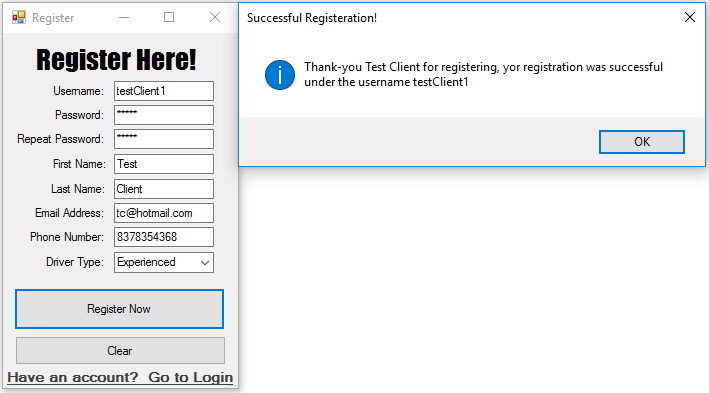 Register
Register Here!
Username: testClient1
Password: *****
Repeat Password: *****
First Name: Test
Last Name: Client
Email Address: tc@hotmail.com
Phone Number: 8378354368
Driver Type: Experienced
Register Now
Clear
Have an account? Go to Login
Successful Registeration!
Thank-you Test Client for registering, yor registration was successful
under the username testClient1
OK